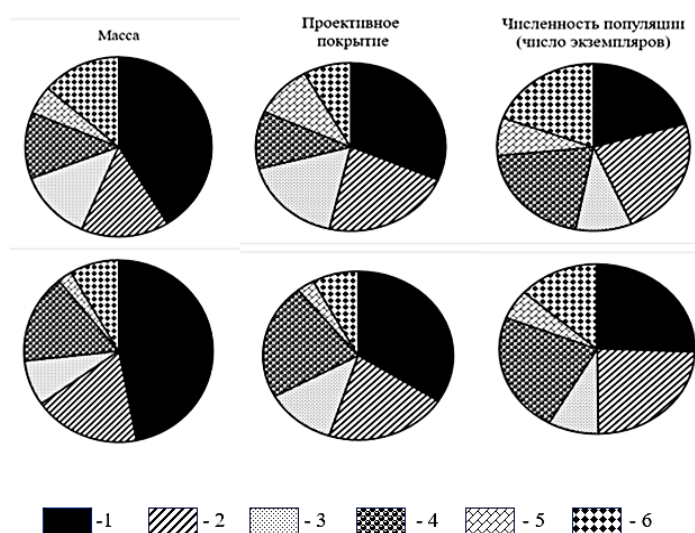 Масса
Проективное
покрытие
Численность популяции
(число экземпляров)
-1
- 2
- 3
- 4
- 5
- 6